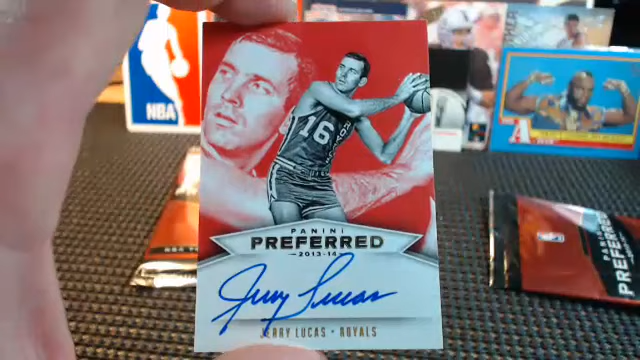 NBA
16
PANINI
PREFERRED
2013-14
Jerry Lucas
JERRY LUCAS • ROYALS
A
PANINI
PREFERRED